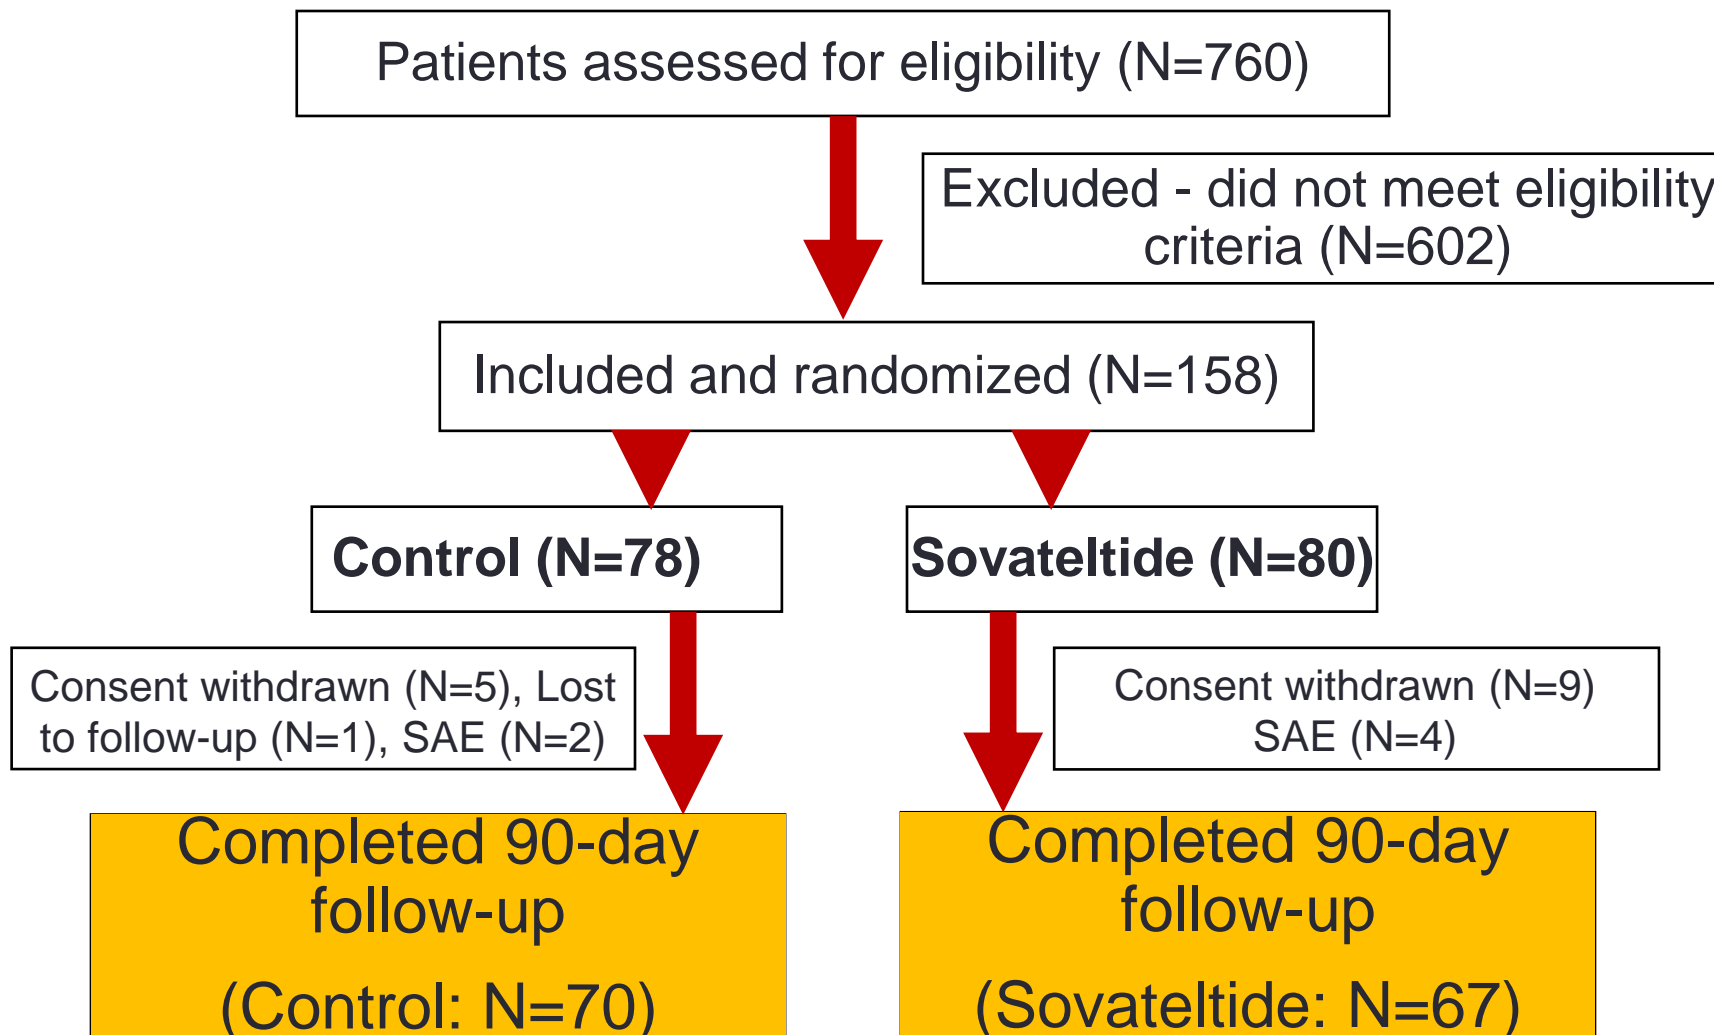 Patients assessed for eligibility (N=760)
Excluded - did not meet eligibility
criteria (N=602)
Included and randomized (N=158)
Control (N=78)
Sovateltide (N=80)
Consent withdrawn (N=5), Lost
to follow-up (N=1), SAE (N=2)
Consent withdrawn (N=9)
SAE (N=4)
Completed 90-day
follow-up
(Control: N=70)
Completed 90-day
follow-up
(Sovateltide: N=67)